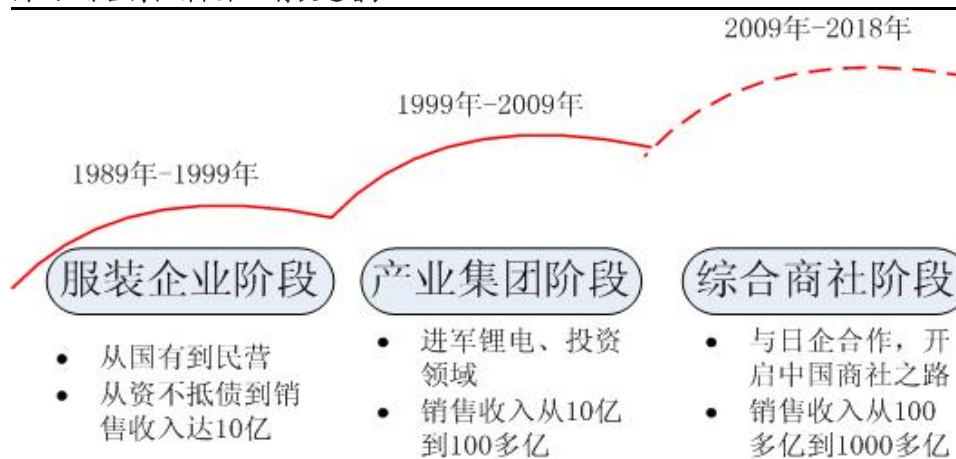 2009年-2018年
1999年-2009年
1989年-1999年
服装企业阶段
产业集团阶段
综合商社阶段
• 从国有到民营
• 从资不抵债到销
售收入达10亿
• 进军锂电、投资
领域
• 销售收入从10亿
到100多亿
• 与日企合作，开
启中国商社之路
• 销售收入从100
多亿到1000多亿